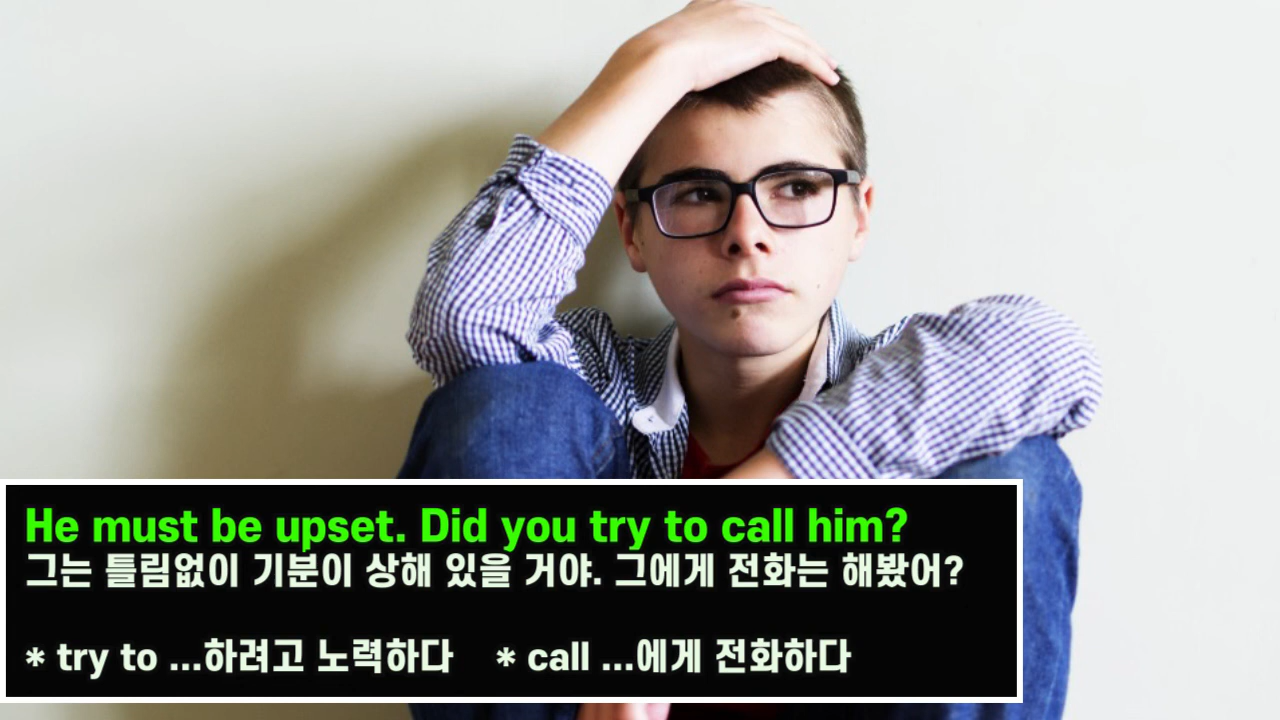 He must be upset. Did you try to call him?
그는 틀림없이 기분이 상해 있을 거야. 그에게 전화는 해봤어?
* try to ...하려고 노력하다 * call ...에게 전화하다